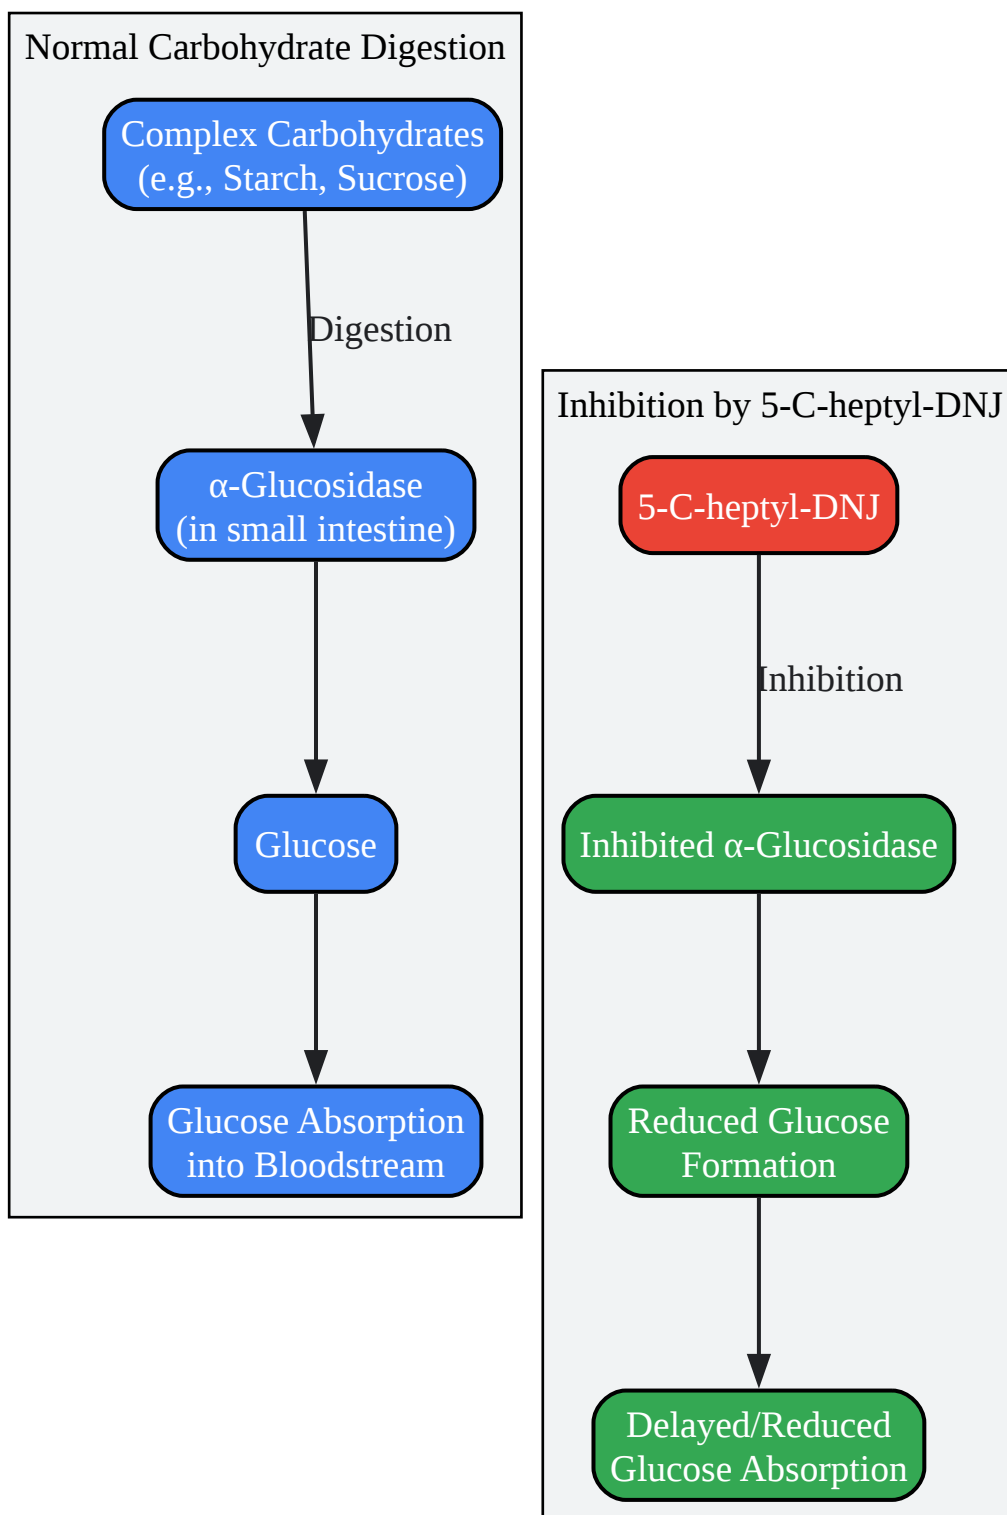 Normal Carbohydrate Digestion
Complex Carbohydrates
(e.g., Starch, Sucrose)
Digestion
α-Glucosidase
(in small intestine)
Glucose
Glucose Absorption
into Bloodstream
Inhibition by 5-C-heptyl-DNJ
5-C-heptyl-DNJ
Inhibition
Inhibited α-Glucosidase
Reduced Glucose
Formation
Delayed/Reduced
Glucose Absorption